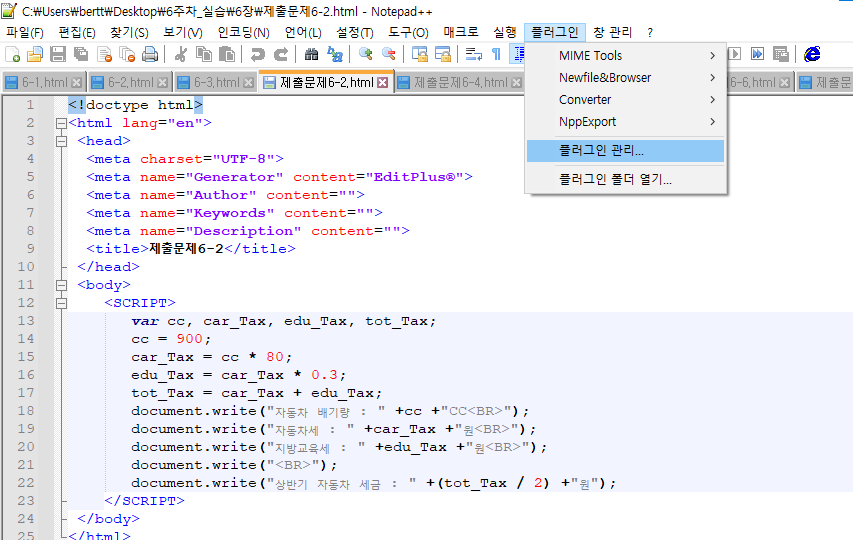 C:₩Users₩bertt₩Desktop₩6주차_실습₩6장₩제출문제6-2.html - Notepad++
파일(F) 편집(E) 찾기(S) 보기(V) 인코딩(N) 언어(L) 설정(T) 도구(O) 매크로 실행 플러그인 창 관리 ?
6-1,html 6-2,html 6-3,html 제출문제6-2,html 제출문제6-4,html 6-6,html 제출문
MIME Tools
Newfile&Browser
Converter
NppExport
플러그인 관리...
플러그인 폴더 열기...
1 <!doctype html>
2 <html lang="en">
3 <head>
4 <meta charset="UTF-8">
5 <meta name="Generator" content="EditPlus®">
6 <meta name="Author" content="">
7 <meta name="Keywords" content="">
8 <meta name="Description" content="">
9 <title>제출문제6-2</title>
10 </head>
11 <body>
12 <SCRIPT>
13 var cc, car_Tax, edu_Tax, tot_Tax;
14 cc = 900;
15 car_Tax = cc * 80;
16 edu_Tax = car_Tax * 0.3;
17 tot_Tax = car_Tax + edu_Tax;
18 document.write("자동차 배기량 : " +cc +"CC<BR>");
19 document.write("자동차세 : " +car_Tax +"원<BR>");
20 document.write("지방교육세 : " +edu_Tax +"원<BR>");
21 document.write("<BR>");
22 document.write("상반기 자동차 세금 : " +(tot_Tax / 2) +"원");
23 </SCRIPT>
24 </body>
25 </html>